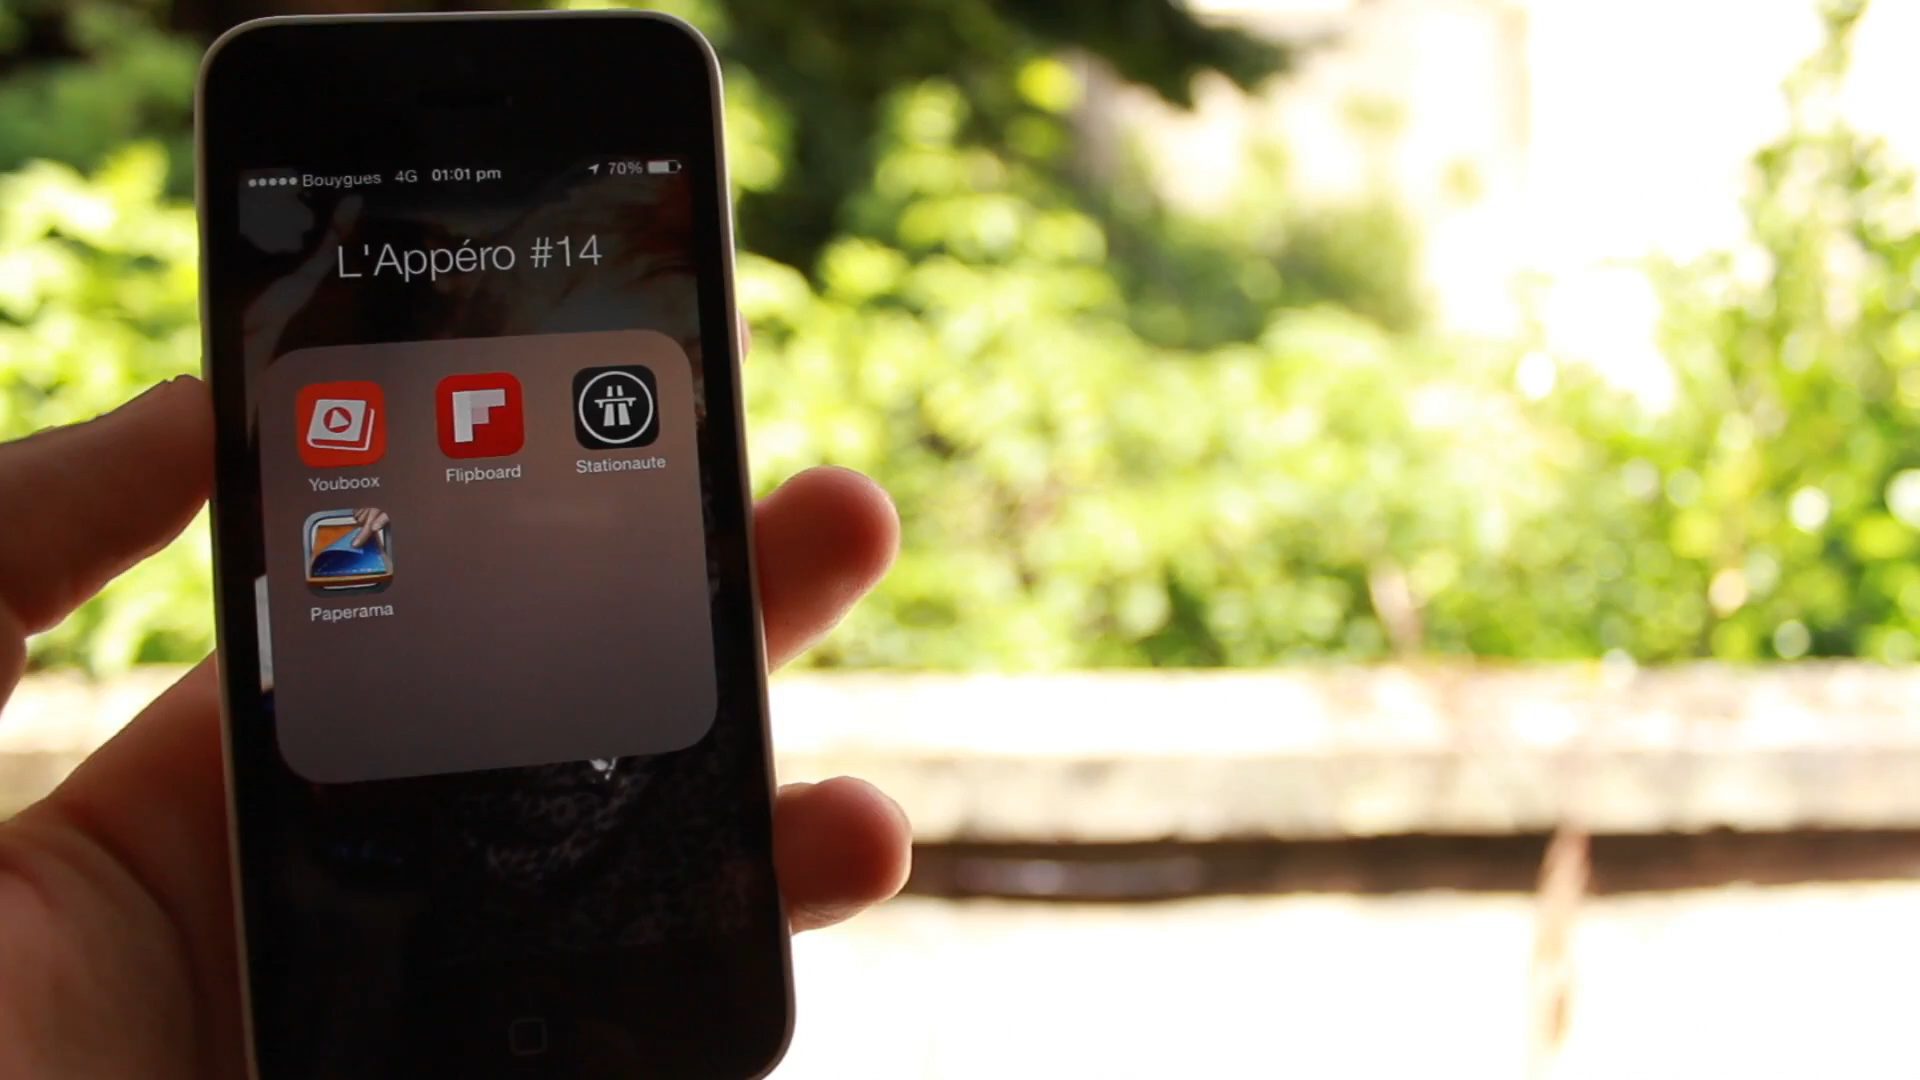 Bouygues 4G 01:01 pm 70%
L'Appéro #14
Youboox Flipboard Stationaute
Paperama